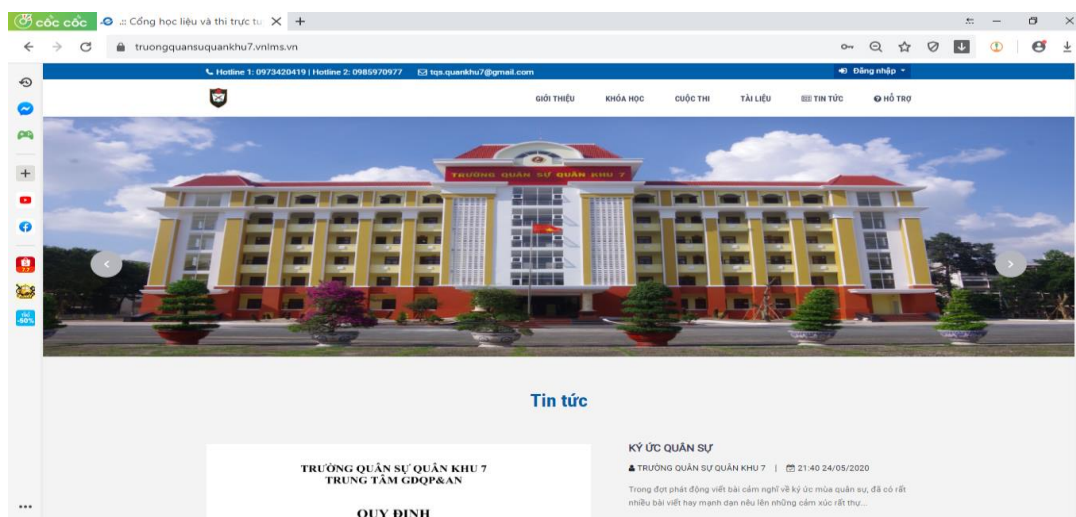 cốc cốc
.:: Cổng học liệu và thi trực tu
truongquansuquankhu7.vnlms.vn
Hotline 1: 0973420419 | Hotline 2: 0985970977 tqs.quankhu7@gmail.com Đăng nhập
GIỚI THIỆU KHÓA HỌC CUỘC THI TÀI LIỆU TIN TỨC HỖ TRỢ
TRƯỜNG QUÂN SỰ QUÂN KHU 7
Tin tức
TRƯỜNG QUÂN SỰ QUÂN KHU 7
TRUNG TÂM GDQP&AN
QUY ĐỊNH
KÝ ỨC QUÂN SỰ
TRƯỜNG QUÂN SỰ QUÂN KHU 7 | 21:40 24/05/2020
Trong đợt phát động viết bài cảm nghĩ về ký ức mùa quân sự, đã có rất
nhiều bài viết hay mạnh dạn nêu lên những cảm xúc rất thự...